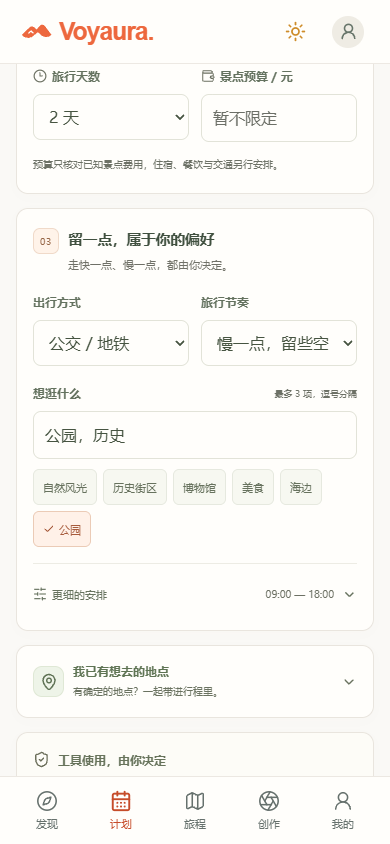 Voyaura.
旅行天数
景点预算 / 元
2 天
暂不限定
预算只核对已知景点费用，住宿、餐饮与交通另行安排。
03
留一点，属于你的偏好
走快一点、慢一点，都由你决定。
出行方式
旅行节奏
公交 / 地铁
慢一点，留些空
想逛什么
最多 3 项，逗号分隔
公园，历史
自然风光
历史街区
博物馆
美食
海边
公园
更细的安排
09:00 — 18:00
我已有想去的地点
有确定的地点？一起带进行程里。
工具使用，由你决定
发现
计划
旅程
创作
我的